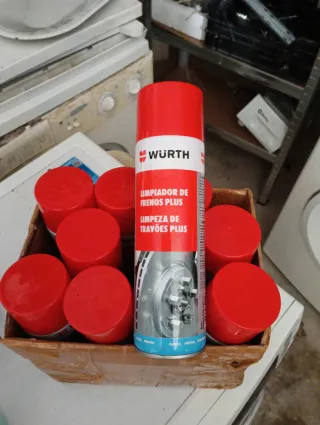 WÜRTH
LIMPIADOR DE
FRENOS PLUS
LIMPEZA DE
TRAVÕES PLUS